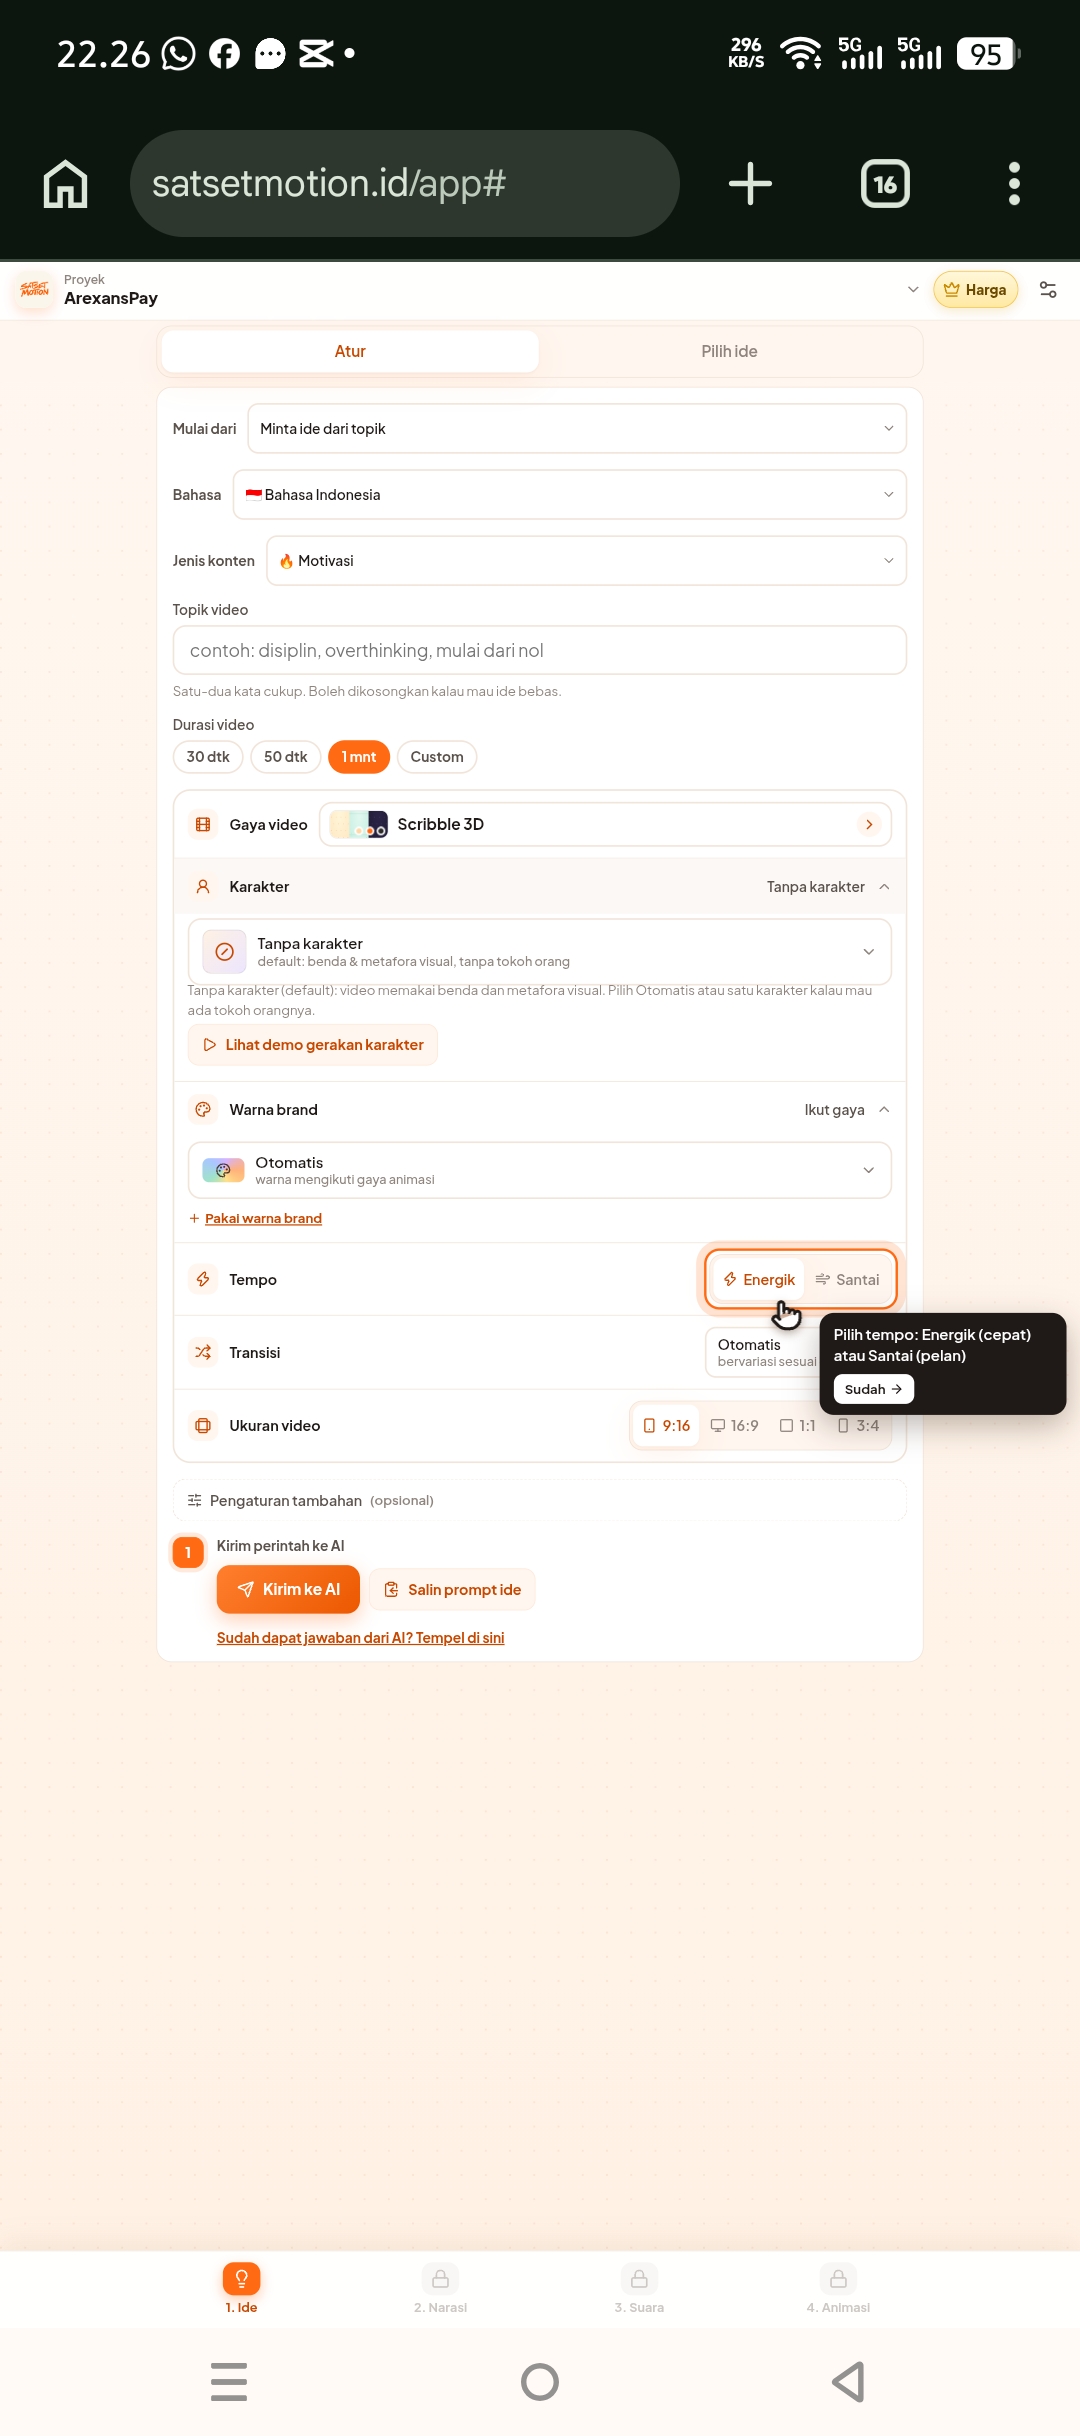 22.26
296
KB/S
5G
5G
95
satsetmotion.id/app#
16
SATSET
MOTION
Proyek
ArexansPay
Harga
Atur
Pilih ide
Mulai dari
Minta ide dari topik
Bahasa
Bahasa Indonesia
Jenis konten
Motivasi
Topik video
contoh: disiplin, overthinking, mulai dari nol
Satu-dua kata cukup. Boleh dikosongkan kalau mau ide bebas.
Durasi video
30 dtk
50 dtk
1 mnt
Custom
Gaya video
Scribble 3D
Karakter
Tanpa karakter
Tanpa karakter
default: benda & metafora visual, tanpa tokoh orang
Tanpa karakter (default): video memakai benda dan metafora visual. Pilih Otomatis atau satu karakter kalau mau
ada tokoh orangnya.
Lihat demo gerakan karakter
Warna brand
Ikut gaya
Otomatis
warna mengikuti gaya animasi
+ Pakai warna brand
Tempo
Energik
Santai
Pilih tempo: Energik (cepat)
atau Santai (pelan)
Sudah →
Transisi
Otomatis
bervariasi sesuai
Ukuran video
9:16
16:9
1:1
3:4
Pengaturan tambahan (opsional)
1
Kirim perintah ke AI
Kirim ke AI
Salin prompt ide
Sudah dapat jawaban dari AI? Tempel di sini
1. Ide
2. Narasi
3. Suara
4. Animasi